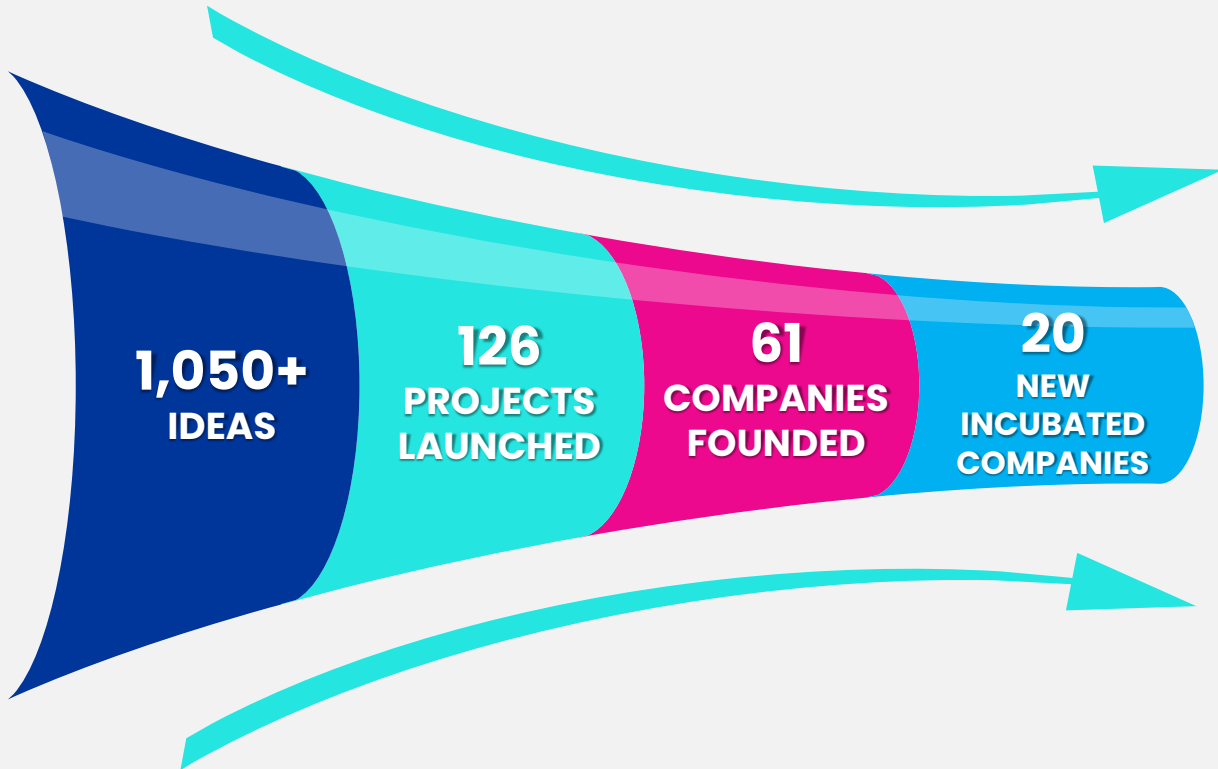 1,050+
IDEAS
126
PROJECTS
LAUNCHED
61
COMPANIES
FOUNDED
20
NEW
INCUBATED
COMPANIES